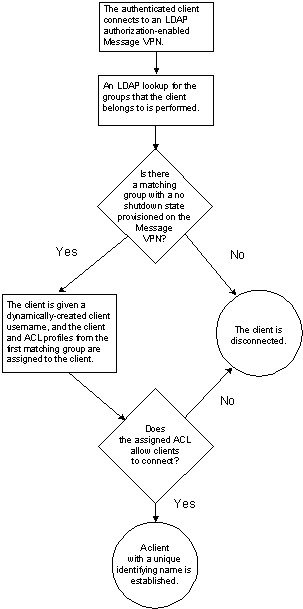 The authenticated client
connects to an LDAP
authorization-enabled
Message VPN.
An LDAP lookup for the
groups that the client
belongs to is performed.
Is there
a matching
group with a no
shutdown state
provisioned on the
Message
VPN?
Yes
No
The client is given a
dynamically-created client
username, and the client
and ACL profiles from the
first matching group are
assigned to the client.
The client is
disconnected.
No
Does
the assigned ACL
allow clients
to connect?
Yes
A client
with a unique
identifying name is
established.